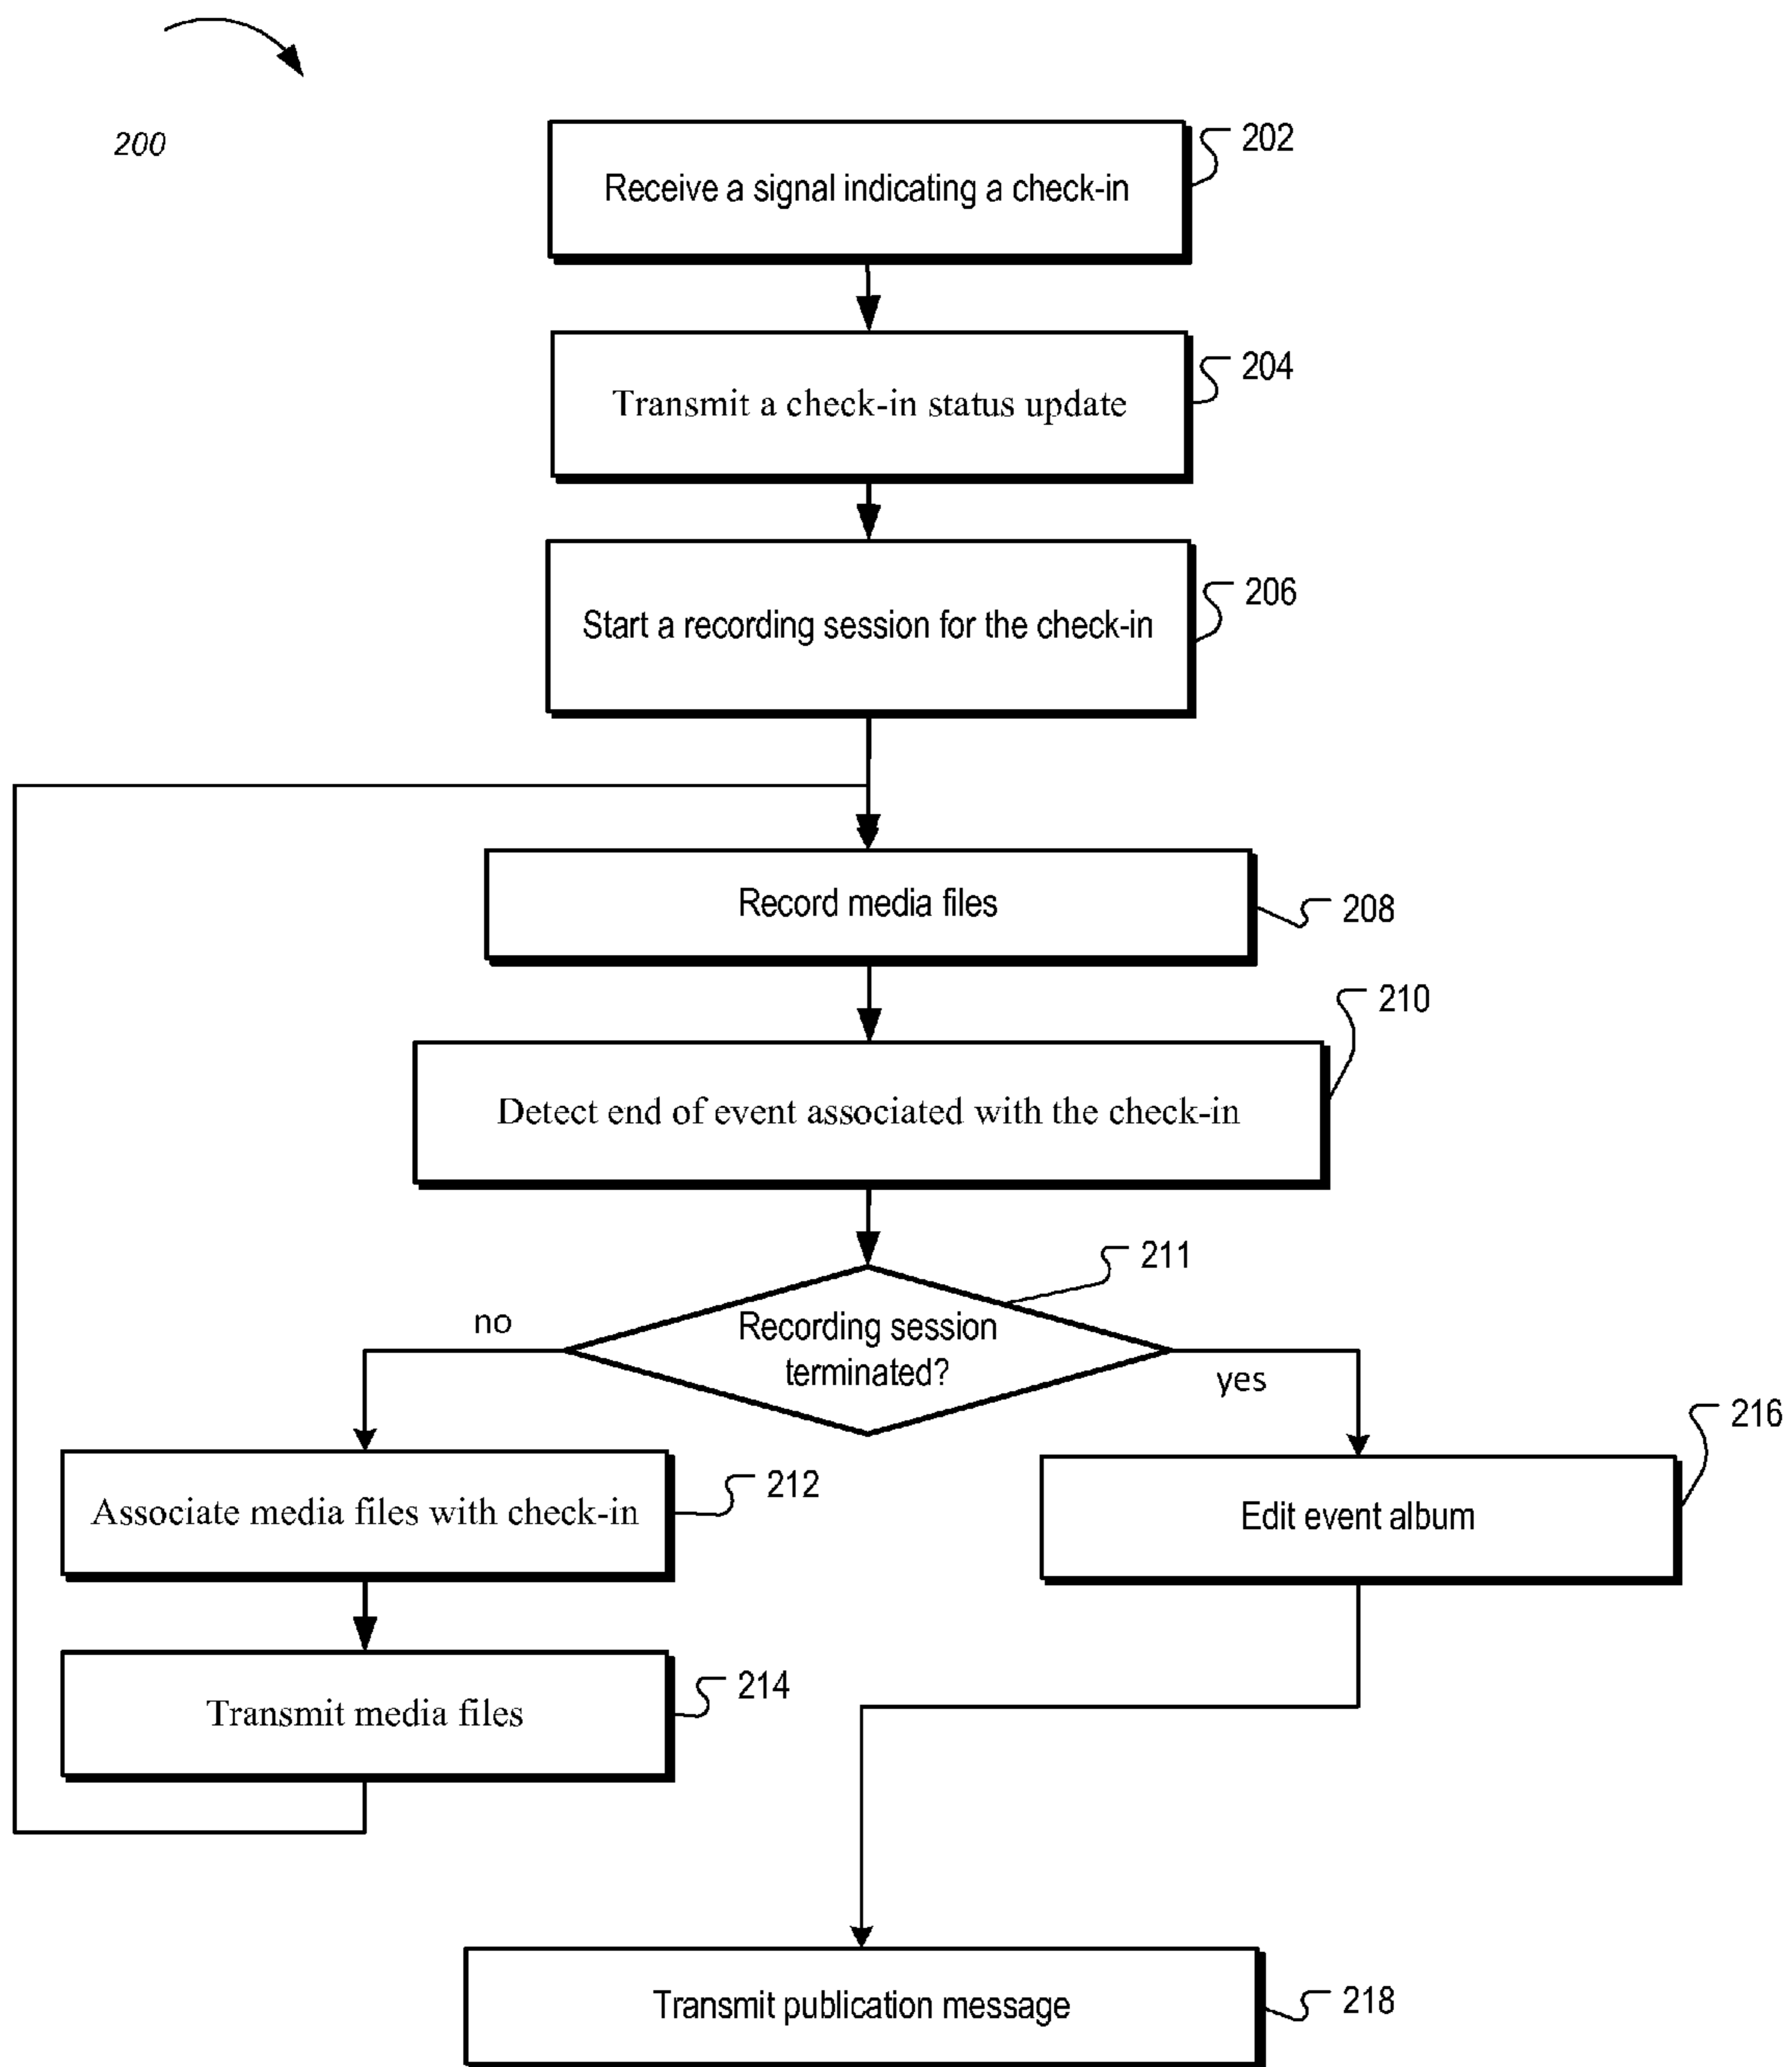 200
202
Receive a signal indicating a check-in
204
Transmit a check-in status update
206
Start a recording session for the check-in
Record media files
208
210
Detect end of event associated with the check-in
211
no
Recording session
terminated?
yes
216
212
Associate media files with check-in
Edit event album
214
Transmit media files
Transmit publication message
218